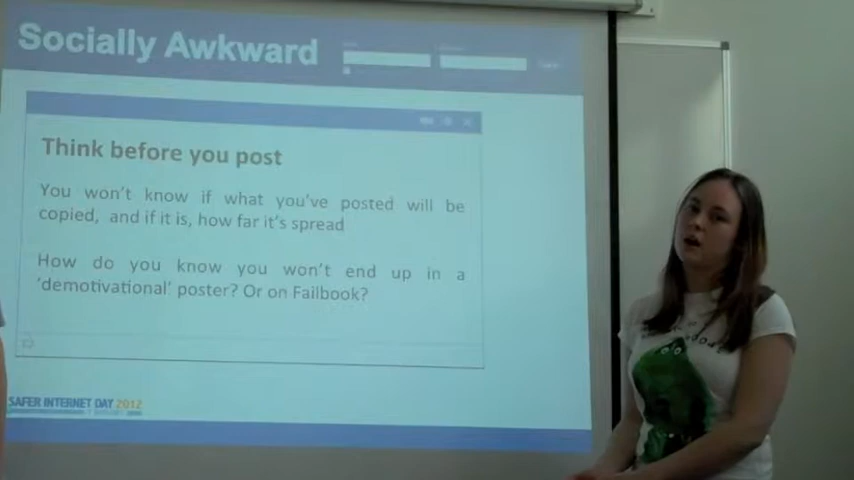 Socially Awkward
Think before you post
You won't know if what you've posted will be
copied, and if it is, how far it's spread
How do you know you won't end up in a
'demotivational' poster? Or on Failbook?
SAFER INTERNET DAY 2012